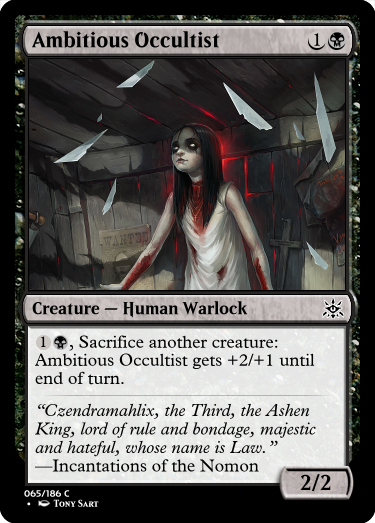 Ambitious Occultist 1
WANTED
Creature — Human Warlock
1, Sacrifice another creature:
Ambitious Occultist gets +2/+1 until
end of turn.
“Czendramahlix, the Third, the Ashen
King, lord of rule and bondage, majestic
and hateful, whose name is Law.”
—Incantations of the Nomon
2/2
065/186 C
• Tony Sart